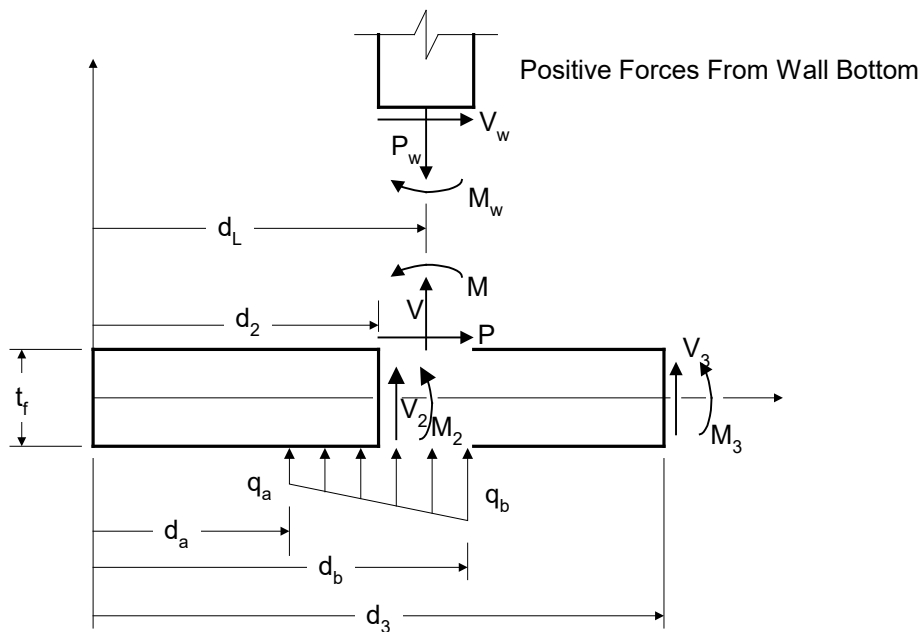 Positive Forces From Wall Bottom
V_w
P_w
M_w
d_L
M
V
d_2
P
V_3
t_f
V_2
M_2
M_3
q_a
q_b
d_a
d_b
d_3